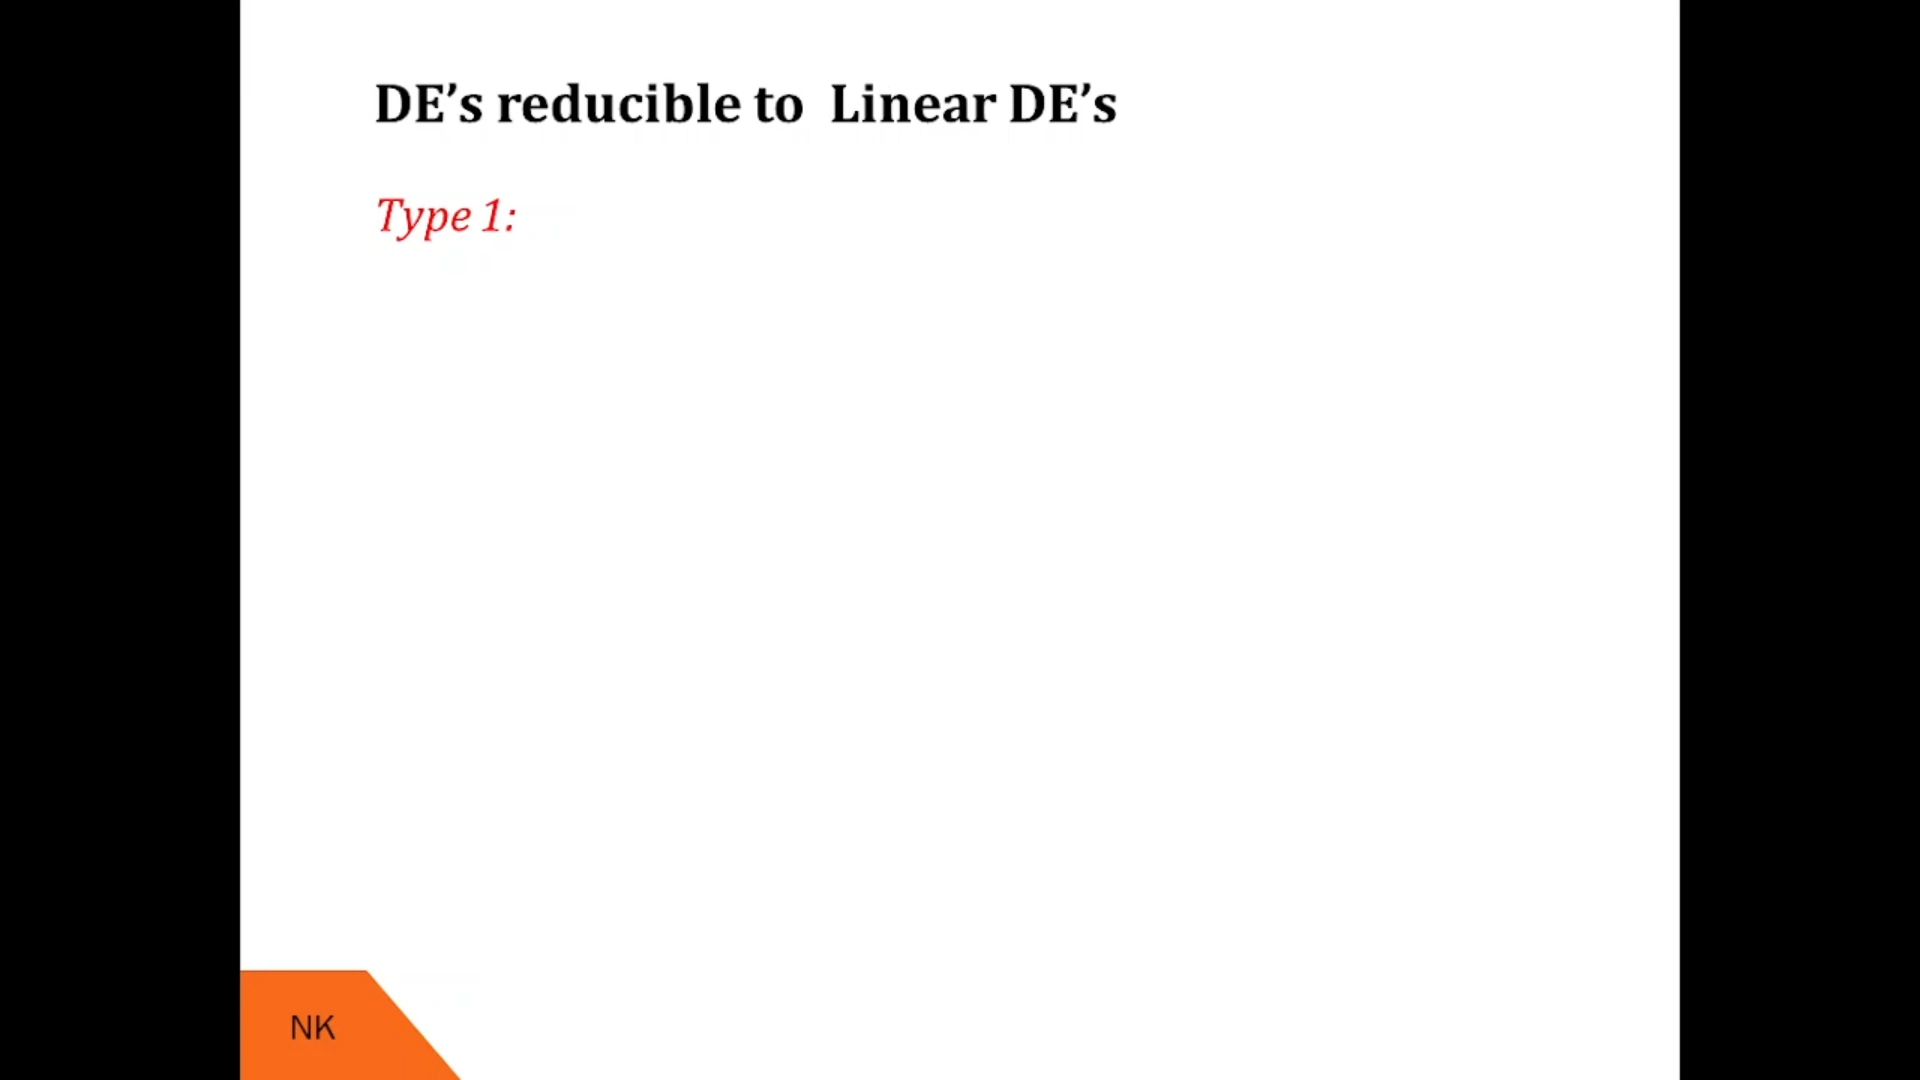 DE’s reducible to Linear DE’s
Type 1:
NK